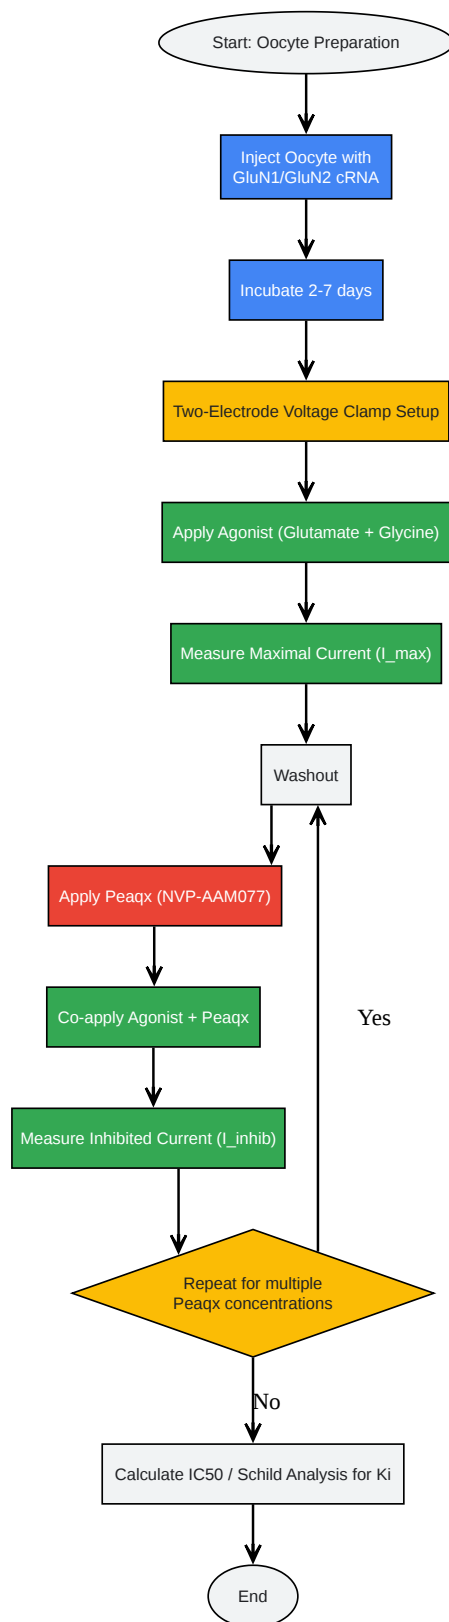 Start: Oocyte Preparation
Inject Oocyte with
GluN1/GluN2 cRNA
Incubate 2-7 days
Two-Electrode Voltage Clamp Setup
Apply Agonist (Glutamate + Glycine)
Measure Maximal Current (I_max)
Washout
Apply Peaqx (NVP-AAM077)
Co-apply Agonist + Peaqx
Yes
Measure Inhibited Current (I_inhib)
Repeat for multiple
Peaqx concentrations
No
Calculate IC50 / Schild Analysis for Ki
End